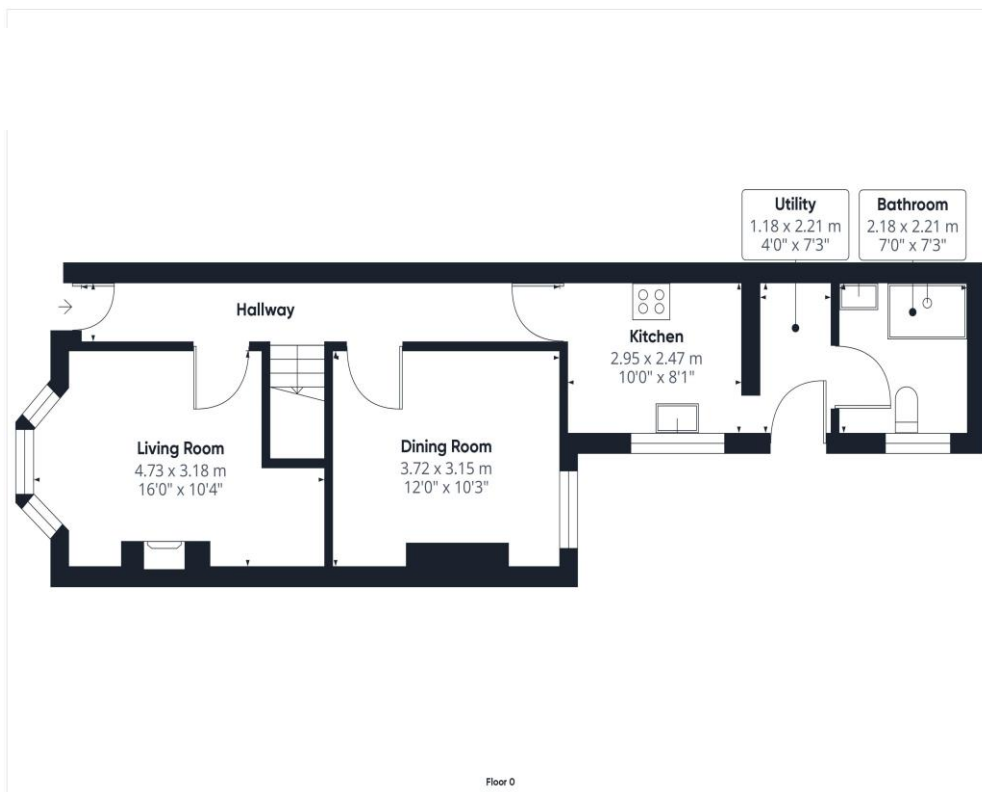 Utility
1.18 x 2.21 m
4'0" x 7'3"
Bathroom
2.18 x 2.21 m
7'0" x 7'3"
Hallway
Kitchen
2.95 x 2.47 m
10'0" x 8'1"
Living Room
4.73 x 3.18 m
16'0" x 10'4"
Dining Room
3.72 x 3.15 m
12'0" x 10'3"
Floor 0